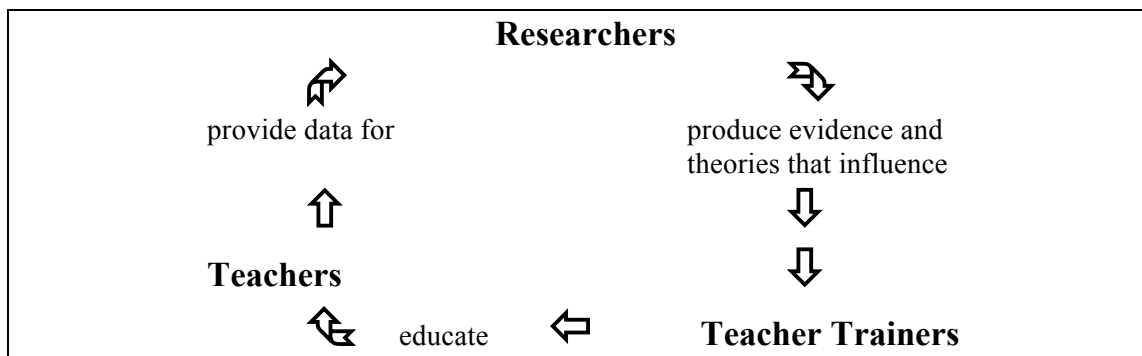 Researchers
provide data for
produce evidence and
theories that influence
Teachers
educate
Teacher Trainers